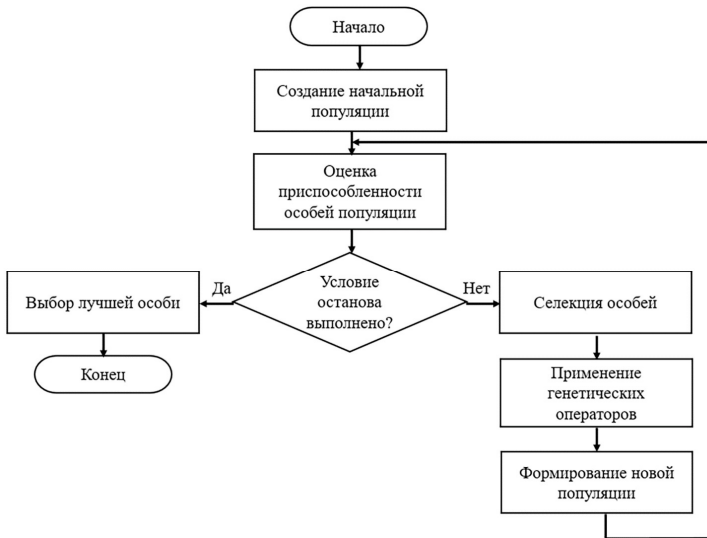 Начало
Создание начальной
популяции
Оценка
приспособленности
особей популяции
Условие
останова
выполнено?
Да
Нет
Выбор лучшей особи
Конец
Селекция особей
Применение
генетических
операторов
Формирование новой
популяции